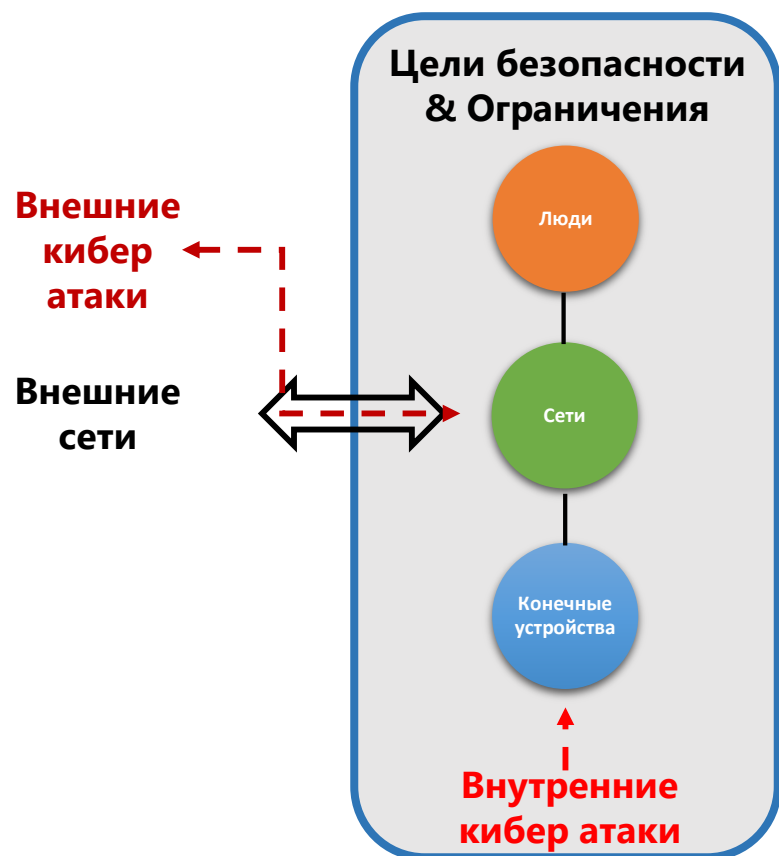 Цели безопасности
& Ограничения
Люди
Внешние
кибер
атаки
Внешние
сети
Сети
Конечные
устройства
Внутренние
кибер атаки